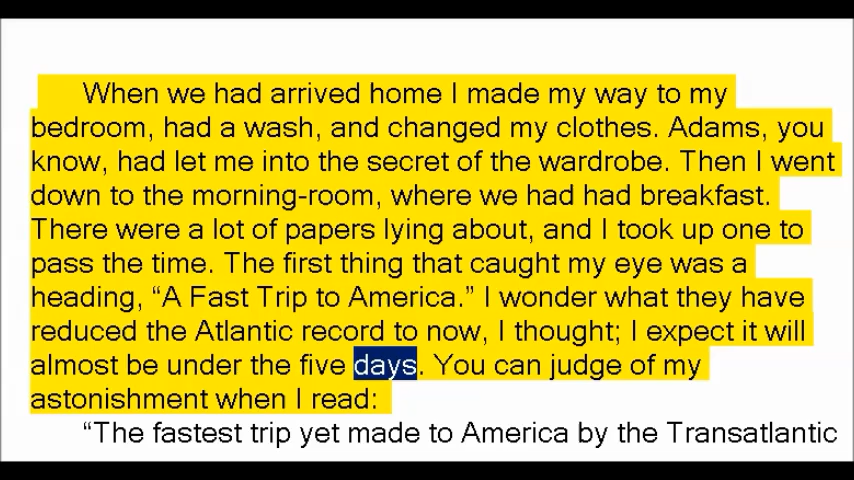 When we had arrived home I made my way to my
bedroom, had a wash, and changed my clothes. Adams, you
know, had let me into the secret of the wardrobe. Then I went
down to the morning-room, where we had had breakfast.
There were a lot of papers lying about, and I took up one to
pass the time. The first thing that caught my eye was a
heading, “A Fast Trip to America.” I wonder what they have
reduced the Atlantic record to now, I thought; I expect it will
almost be under the five days. You can judge of my
astonishment when I read:
“The fastest trip yet made to America by the Transatlantic